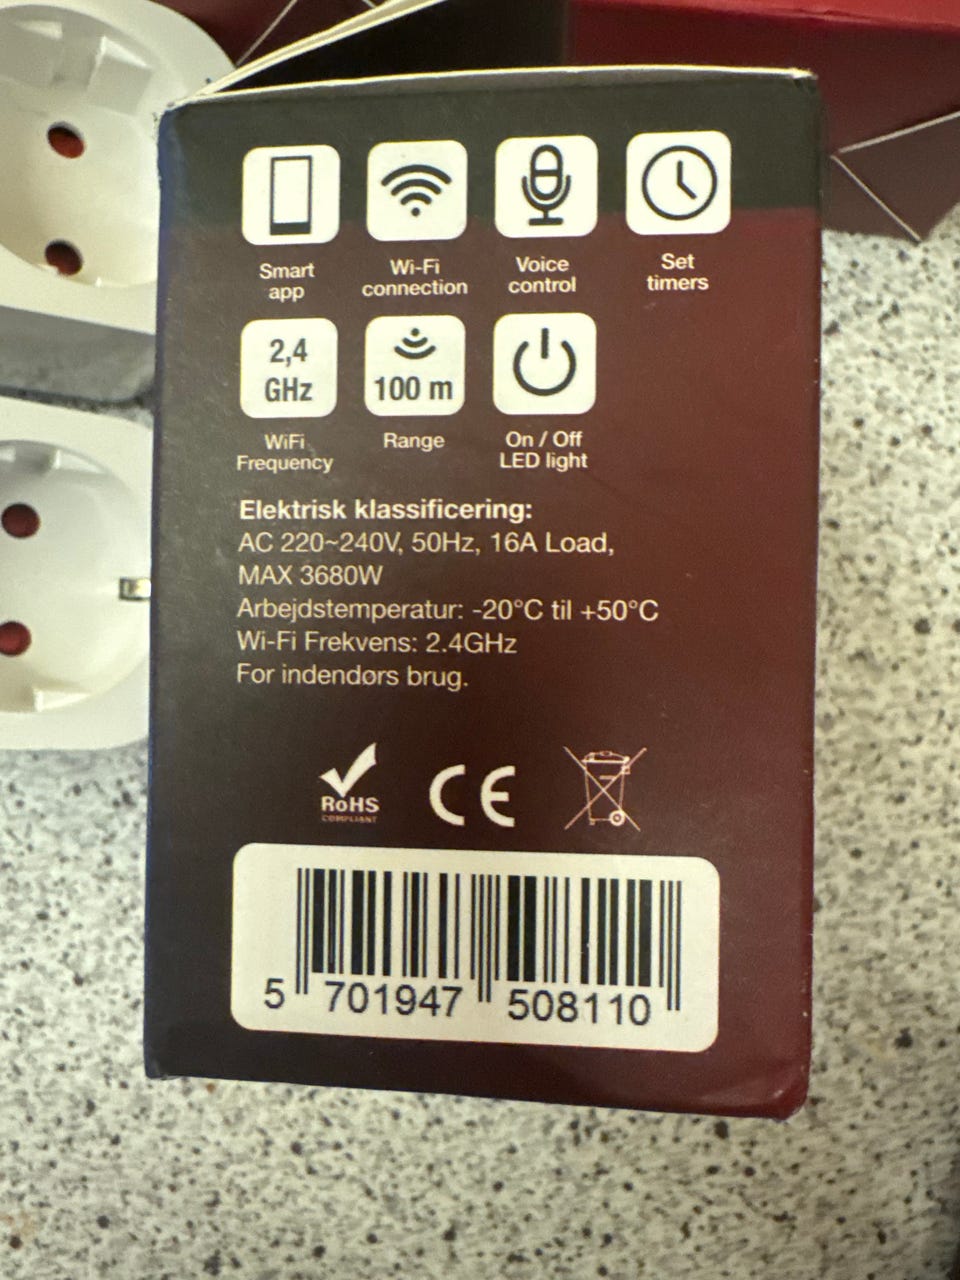 Smart
app
Wi-Fi
connection
Voice
control
Set
timers
2,4
GHz
100 m
WiFi
Frequency
Range
On / Off
LED light
Elektrisk klassificering:
AC 220~240V, 50Hz, 16A Load,
MAX 3680W
Arbejdstemperatur: -20°C til +50°C
Wi-Fi Frekvens: 2.4GHz
For indendørs brug.
RoHS
COMPLIANT
CE
5 701947 508110